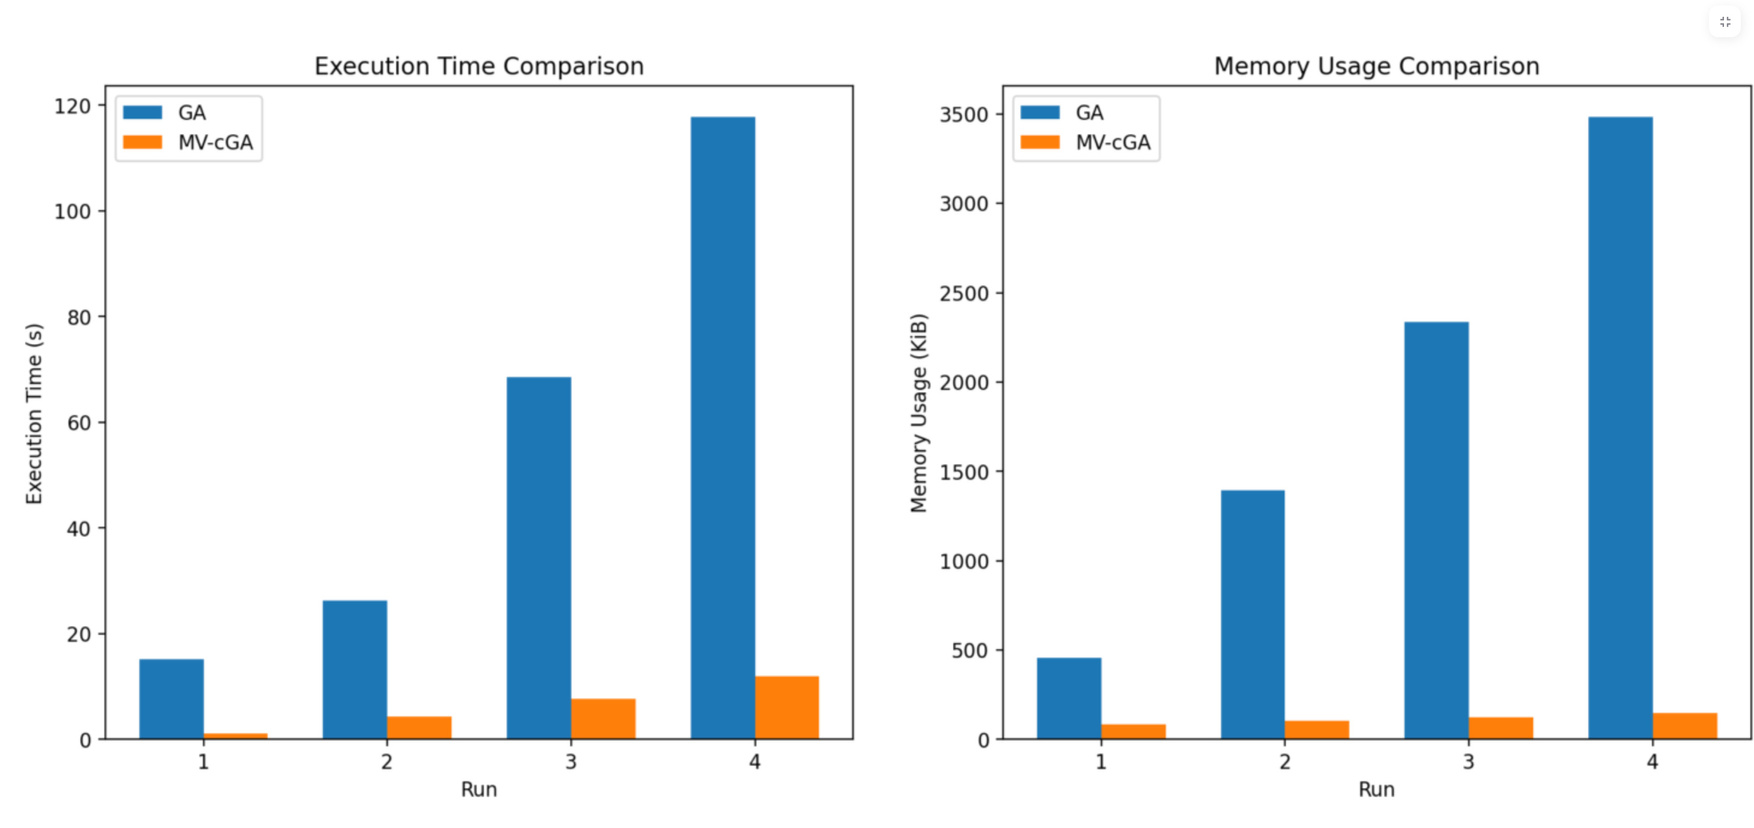 Execution Time Comparison
GA
MV-cGA
120
100
80
60
40
20
0
Execution Time (s)
1 2 3 4
Run
Memory Usage Comparison
GA
MV-cGA
3500
3000
2500
2000
1500
1000
500
0
Memory Usage (KiB)
1 2 3 4
Run